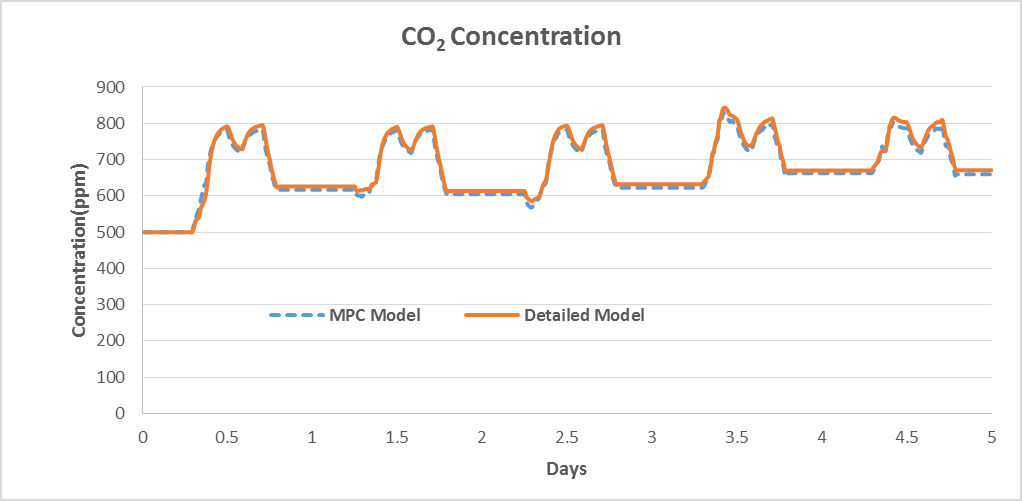 CO₂ Concentration
900
800
700
600
500
400
300
200
100
0
Concentration(ppm)
MPC Model
Detailed Model
0 0.5 1 1.5 2 2.5 3 3.5 4 4.5 5
Days